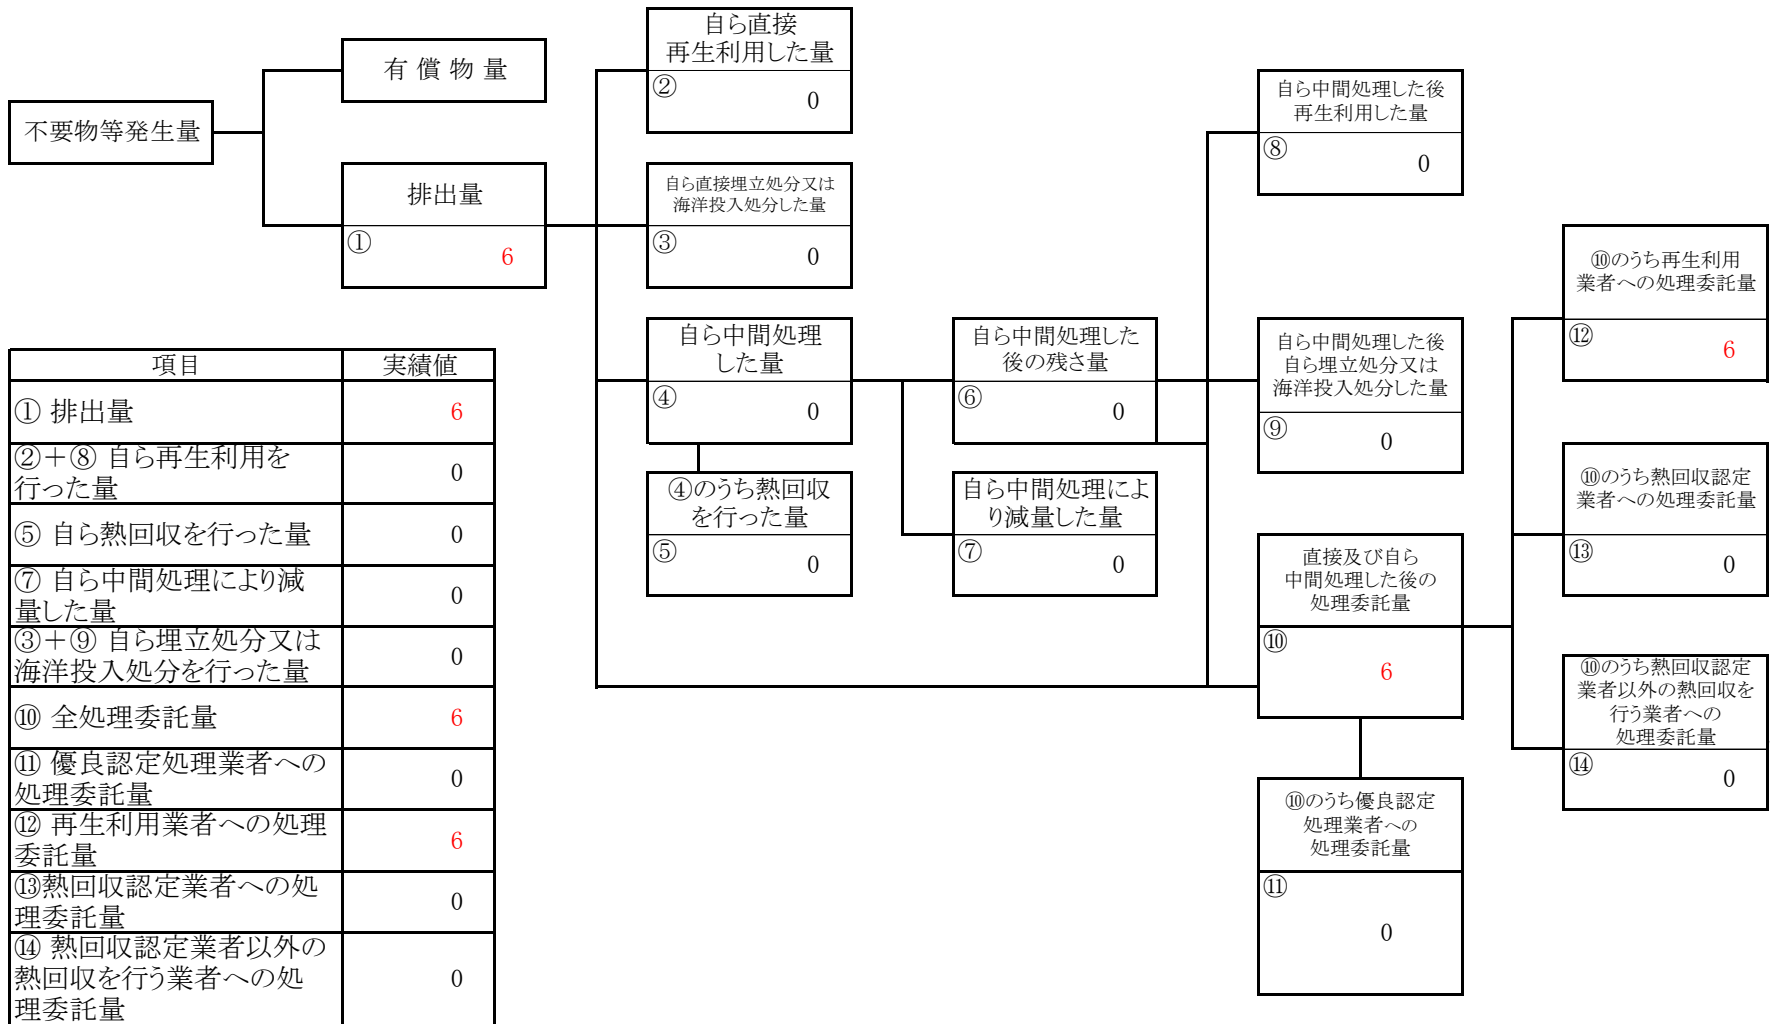 不要物等発生量
有 償 物 量
排出量
①
6
自ら直接
再生利用した量
②
0
自ら直接埋立処分又は
海洋投入処分した量
③
0
自ら中間処理
した量
④
0
④のうち熱回収
を行った量
⑤
0
自ら中間処理した
後の残さ量
⑥
0
自ら中間処理によ
り減量した量
⑦
0
自ら中間処理した後
再生利用した量
⑧
0
自ら中間処理した後
自ら埋立処分又は
海洋投入処分した量
⑨
0
直接及び自ら
中間処理した後の
処理委託量
⑩
6
⑩のうち優良認定
処理業者への
処理委託量
⑪
0
⑩のうち再生利用
業者への処理委託量
⑫
6
⑩のうち熱回収認定
業者への処理委託量
⑬
0
⑩のうち熱回収認定
業者以外の熱回収を
行う業者への
処理委託量
⑭
0
項目 実績値
① 排出量 6
②＋⑧ 自ら再生利用を
行った量 0
⑤ 自ら熱回収を行った量 0
⑦ 自ら中間処理により減
量した量 0
③＋⑨ 自ら埋立処分又は
海洋投入処分を行った量 0
⑩ 全処理委託量 6
⑪ 優良認定処理業者への
処理委託量 0
⑫ 再生利用業者への処理
委託量 6
⑬熱回収認定業者への処
理委託量 0
⑭ 熱回収認定業者以外の
熱回収を行う業者への処 0
理委託量